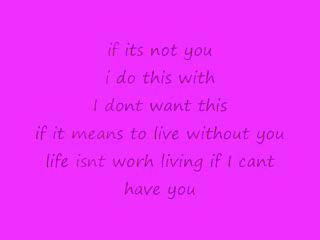 if its not you
i do this with
I dont want this
if it means to live without you
life isnt worh living if I cant
have you